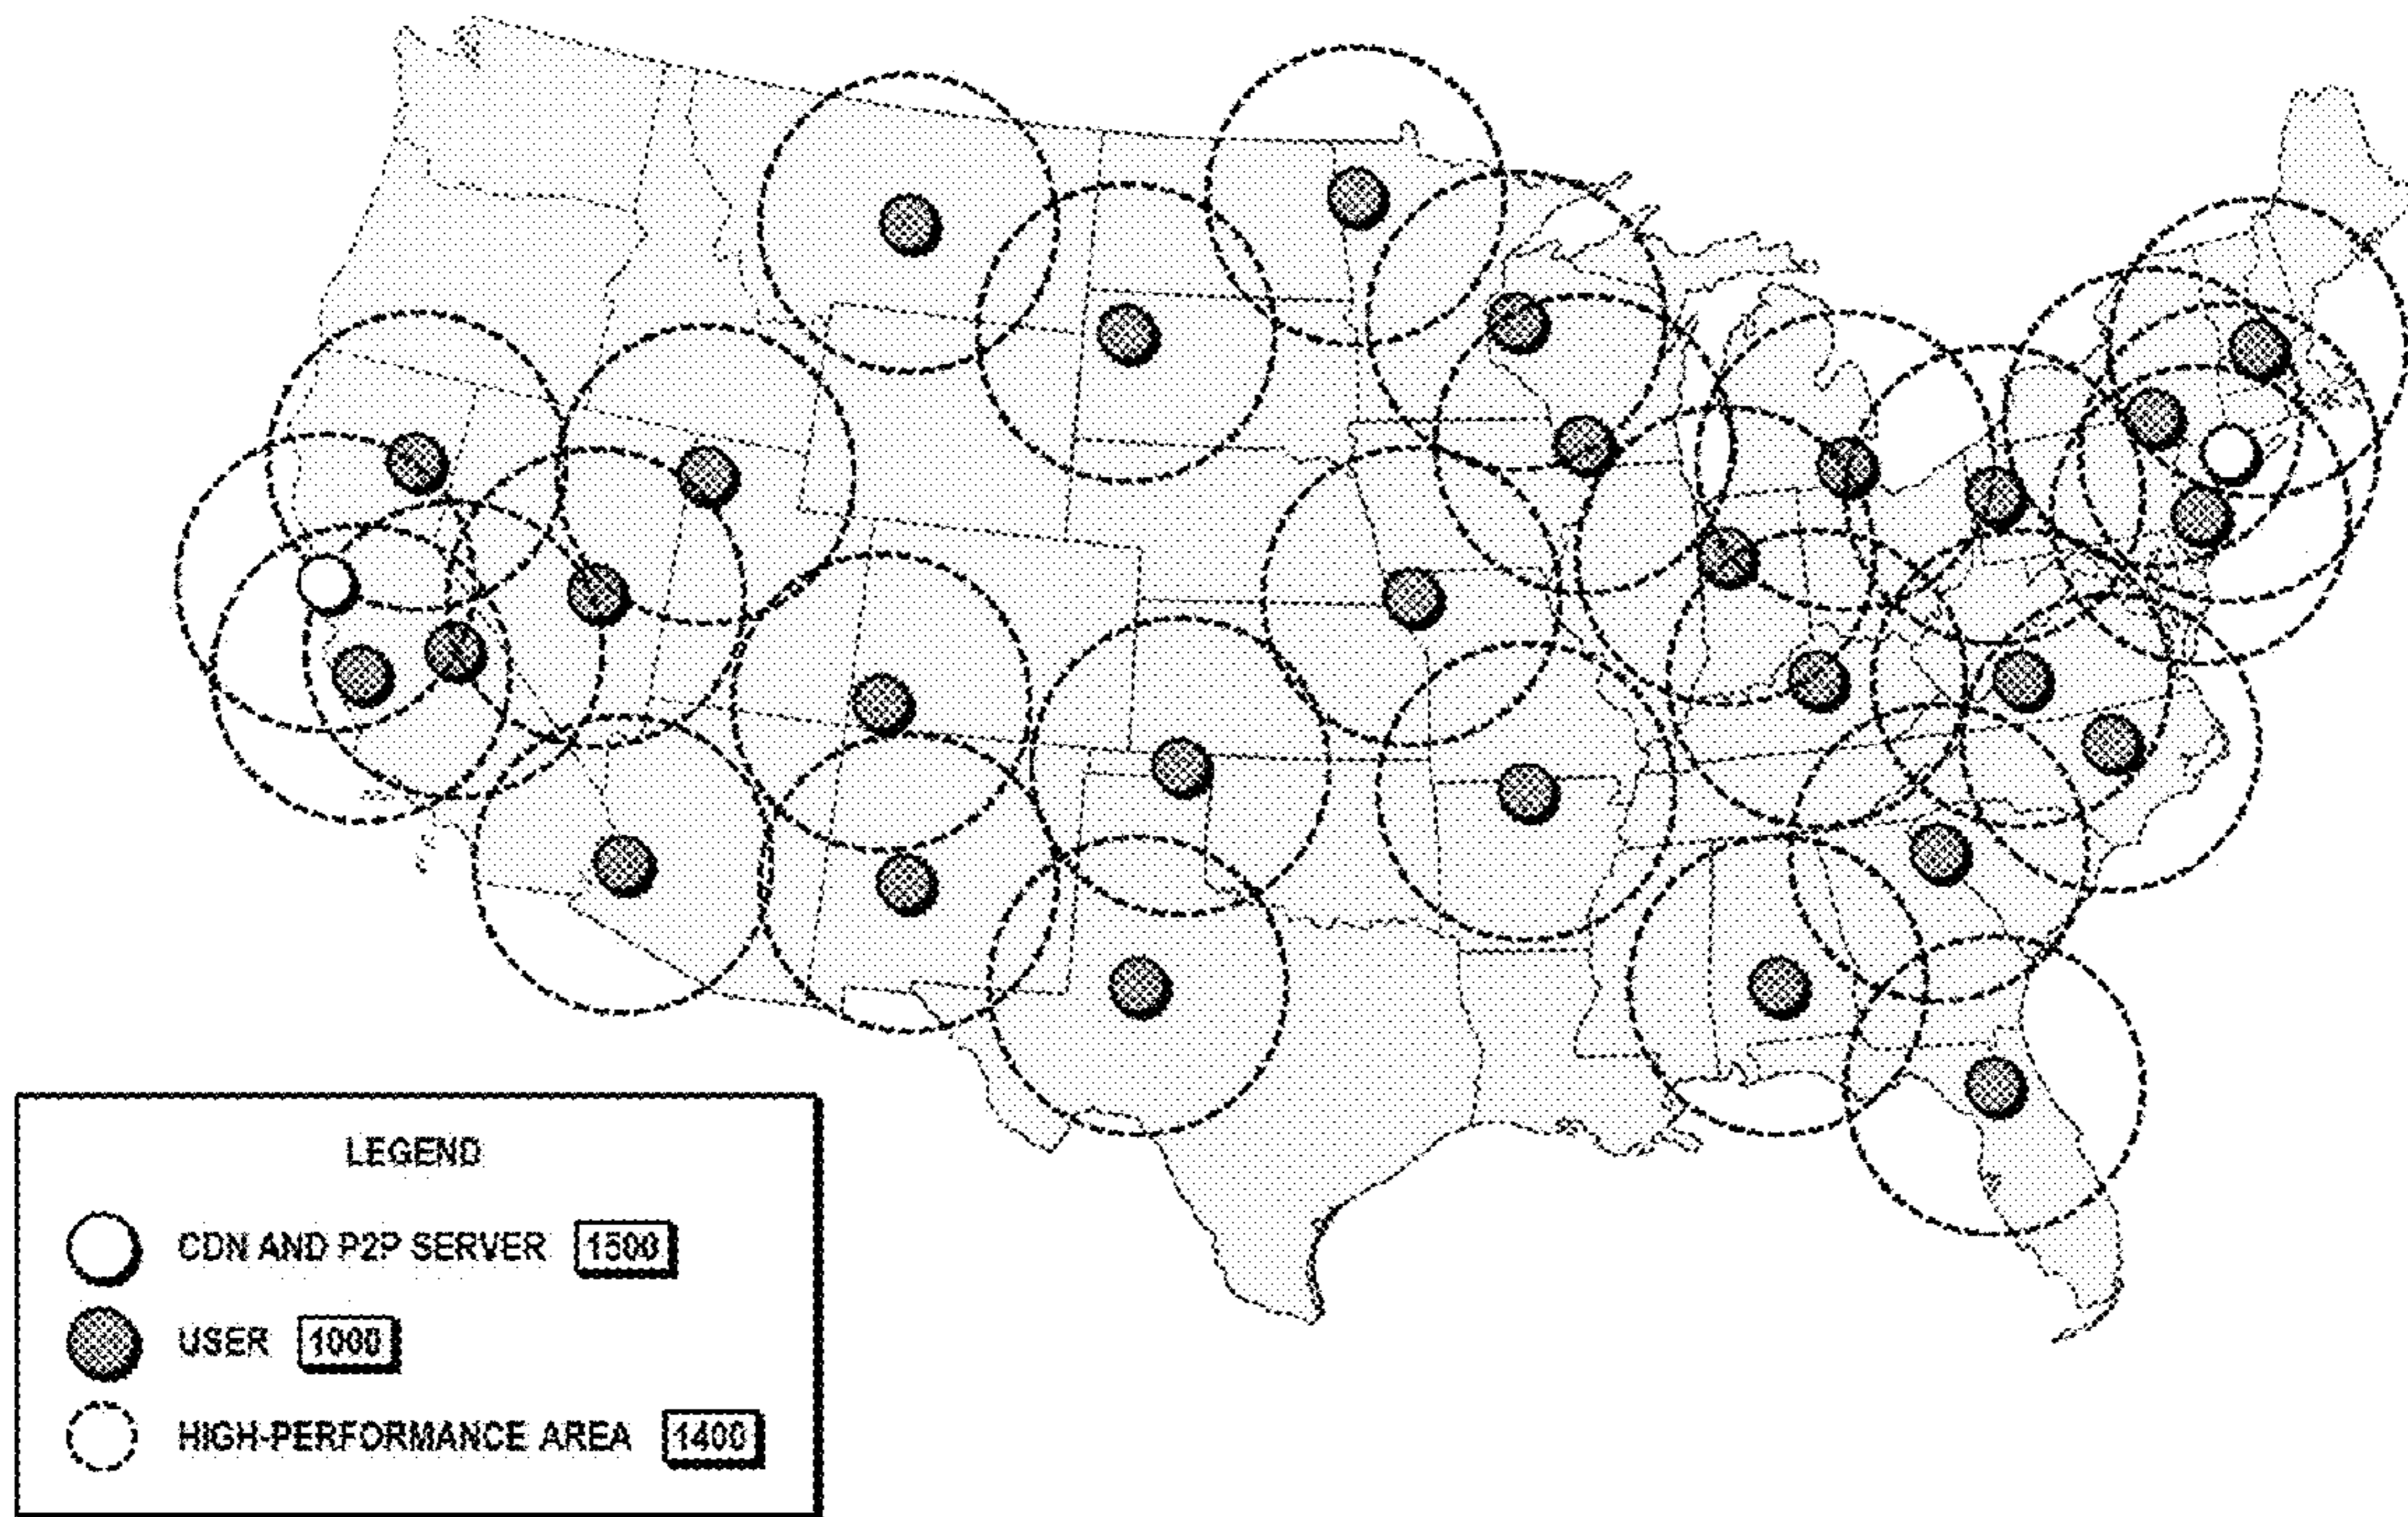 LEGEND
CDN AND P2P SERVER 1500
USER 1000
HIGH-PERFORMANCE AREA 1400